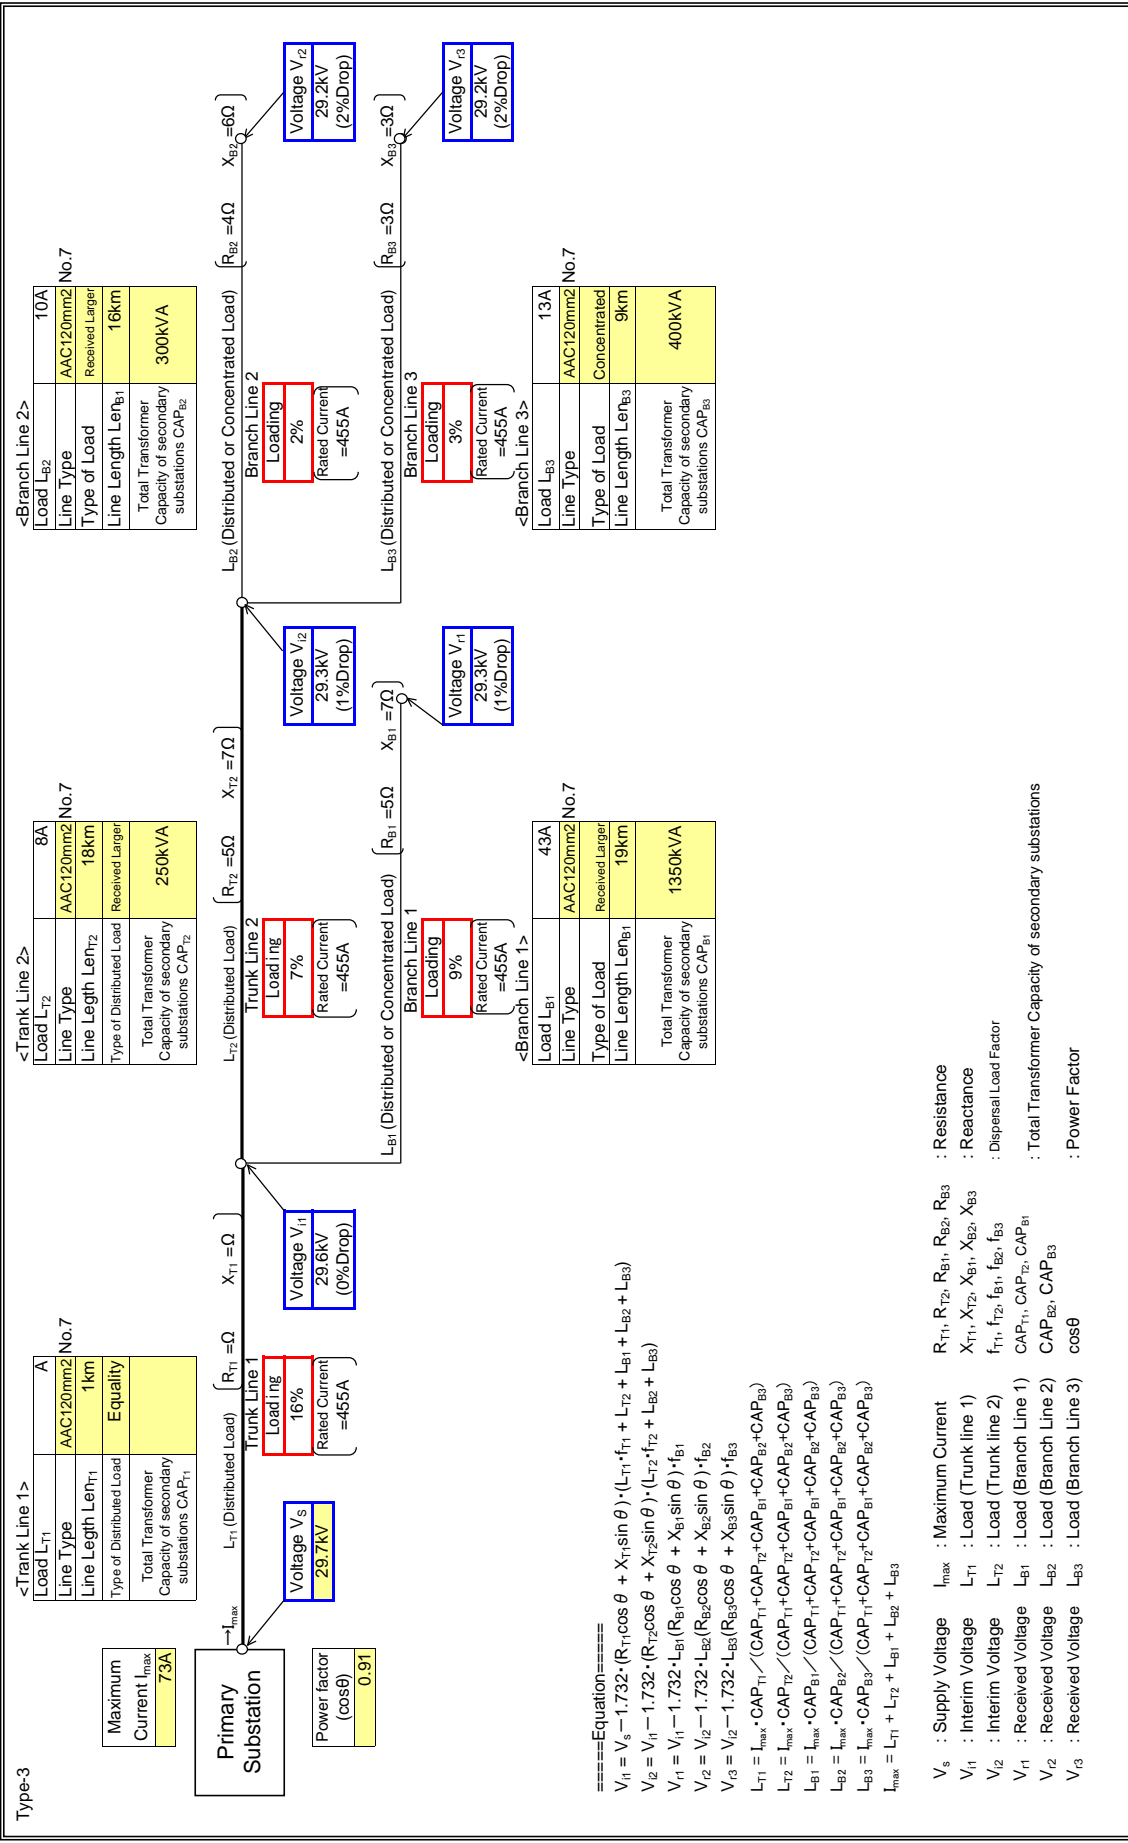 Type-3
Maximum
Current Imax
73A
Primary
Substation
→Imax
Power factor
(cosθ)
0.91
Voltage VS
29.7kV
<Trank Line 1>
Load LT1 A
Line Type AAC120mm2 No.7
Line Legth LenT1 1km
Type of Distributed Load Equality
Total Transformer
Capacity of secondary
substations CAPT1
LT1 (Distributed Load) RT1 =Ω XT1 =Ω
Trunk Line 1
Loading
16%
Rated Current
=455A
Voltage Vi1
29.6kV
(0%Drop)
<Trank Line 2>
Load LT2 8A
Line Type AAC120mm2 No.7
Line Legth LenT2 18km
Type of Distributed Load Received Larger
Total Transformer
Capacity of secondary
substations CAPT2
250kVA
LT2 (Distributed Load) RT2 =5Ω XT2 =7Ω
Trunk Line 2
Loading
7%
Rated Current
=455A
Voltage Vi2
29.3kV
(1%Drop)
LB1 (Distributed or Concentrated Load) RB1 =5Ω XB1 =7Ω
Branch Line 1
Loading
9%
Rated Current
=455A
Voltage Vr1
29.3kV
(1%Drop)
<Branch Line 1>
Load LB1 43A
Line Type AAC120mm2 No.7
Type of Load Received Larger
Line Length LenB1 19km
Total Transformer
Capacity of secondary
substations CAPB1
1350kVA
<Branch Line 2>
Load LB2 10A
Line Type AAC120mm2 No.7
Type of Load Received Larger
Line Length LenB1 16km
Total Transformer
Capacity of secondary
substations CAPB2
300kVA
LB2 (Distributed or Concentrated Load) RB2 =4Ω XB2 =6Ω
Branch Line 2
Loading
2%
Rated Current
=455A
Voltage Vr2
29.2kV
(2%Drop)
LB3 (Distributed or Concentrated Load) RB3 =3Ω XB3 =3Ω
Branch Line 3
Loading
3%
Rated Current
=455A
Voltage Vr3
29.2kV
(2%Drop)
<Branch Line 3>
Load LB3 13A
Line Type AAC120mm2 No.7
Type of Load Concentrated
Line Length LenB3 9km
Total Transformer
Capacity of secondary
substations CAPB3
400kVA
=====Equation=====
Vi1 = Vs−1.732・(RT1cosθ + XT1sinθ)・(LT1・fT1 + LT2 + LB1 + LB2 + LB3)
Vi2 = Vi1−1.732・(RT2cosθ + XT2sinθ)・(LT2・fT2 + LB2 + LB3)
Vr1 = Vi1−1.732・LB1(RB1cosθ + XB1sinθ)・fB1
Vr2 = Vi2−1.732・LB2(RB2cosθ + XB2sinθ)・fB2
Vr3 = Vi2−1.732・LB3(RB3cosθ + XB3sinθ)・fB3
LT1 = Imax・CAPT1／(CAPT1+CAPT2+CAPB1+CAPB2+CAPB3)
LT2 = Imax・CAPT2／(CAPT1+CAPT2+CAPB1+CAPB2+CAPB3)
LB1 = Imax・CAPB1／(CAPT1+CAPT2+CAPB1+CAPB2+CAPB3)
LB2 = Imax・CAPB2／(CAPT1+CAPT2+CAPB1+CAPB2+CAPB3)
LB3 = Imax・CAPB3／(CAPT1+CAPT2+CAPB1+CAPB2+CAPB3)
Imax = LT1 + LT2 + LB1 + LB2 + LB3
Vs : Supply Voltage Imax : Maximum Current RT1, RT2, RB1, RB2, RB3 : Resistance
Vi1 : Interim Voltage LT1 : Load (Trunk line 1) XT1, XT2, XB1, XB2, XB3 : Reactance
Vi2 : Interim Voltage LT2 : Load (Trunk line 2) fT1, fT2, fB1, fB2, fB3 : Dispersal Load Factor
Vr1 : Received Voltage LB1 : Load (Branch Line 1) CAPT1, CAPT2, CAPB1 : Total Transformer Capacity of secondary substations
Vr2 : Received Voltage LB2 : Load (Branch Line 2) CAPB2, CAPB3
Vr3 : Received Voltage LB3 : Load (Branch Line 3) cosθ : Power Factor